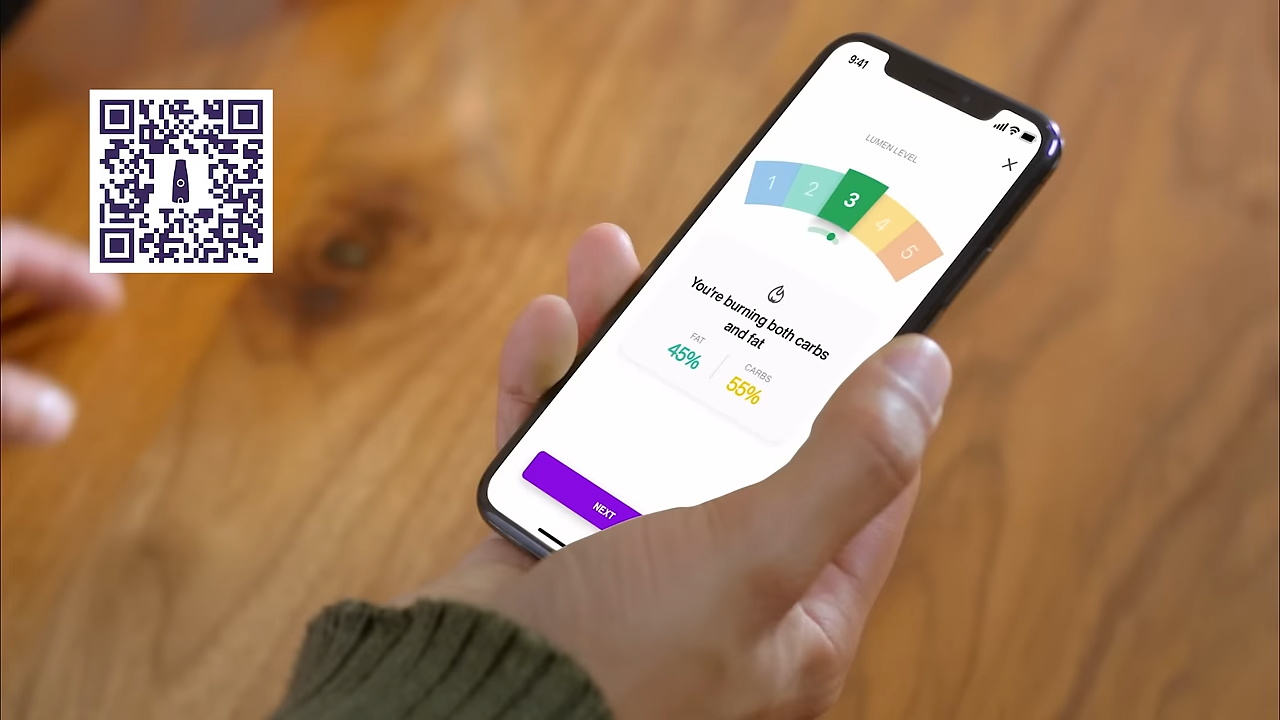 9:41
LUMEN LEVEL
1 2 3 4 5
You're burning both carbs
and fat
FAT
45%
CARBS
55%
NEXT